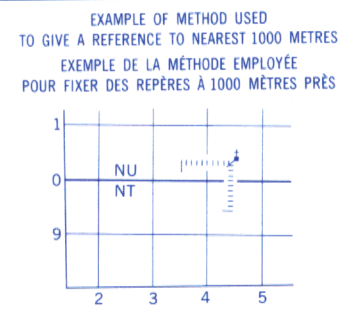 EXAMPLE OF METHOD USED
TO GIVE A REFERENCE TO NEAREST 1000 METRES
EXEMPLE DE LA MÉTHODE EMPLOYÉE
POUR FIXER DES REPÈRES À 1000 MÈTRES PRÈS
1
NU
0
NT
9
2 3 4 5